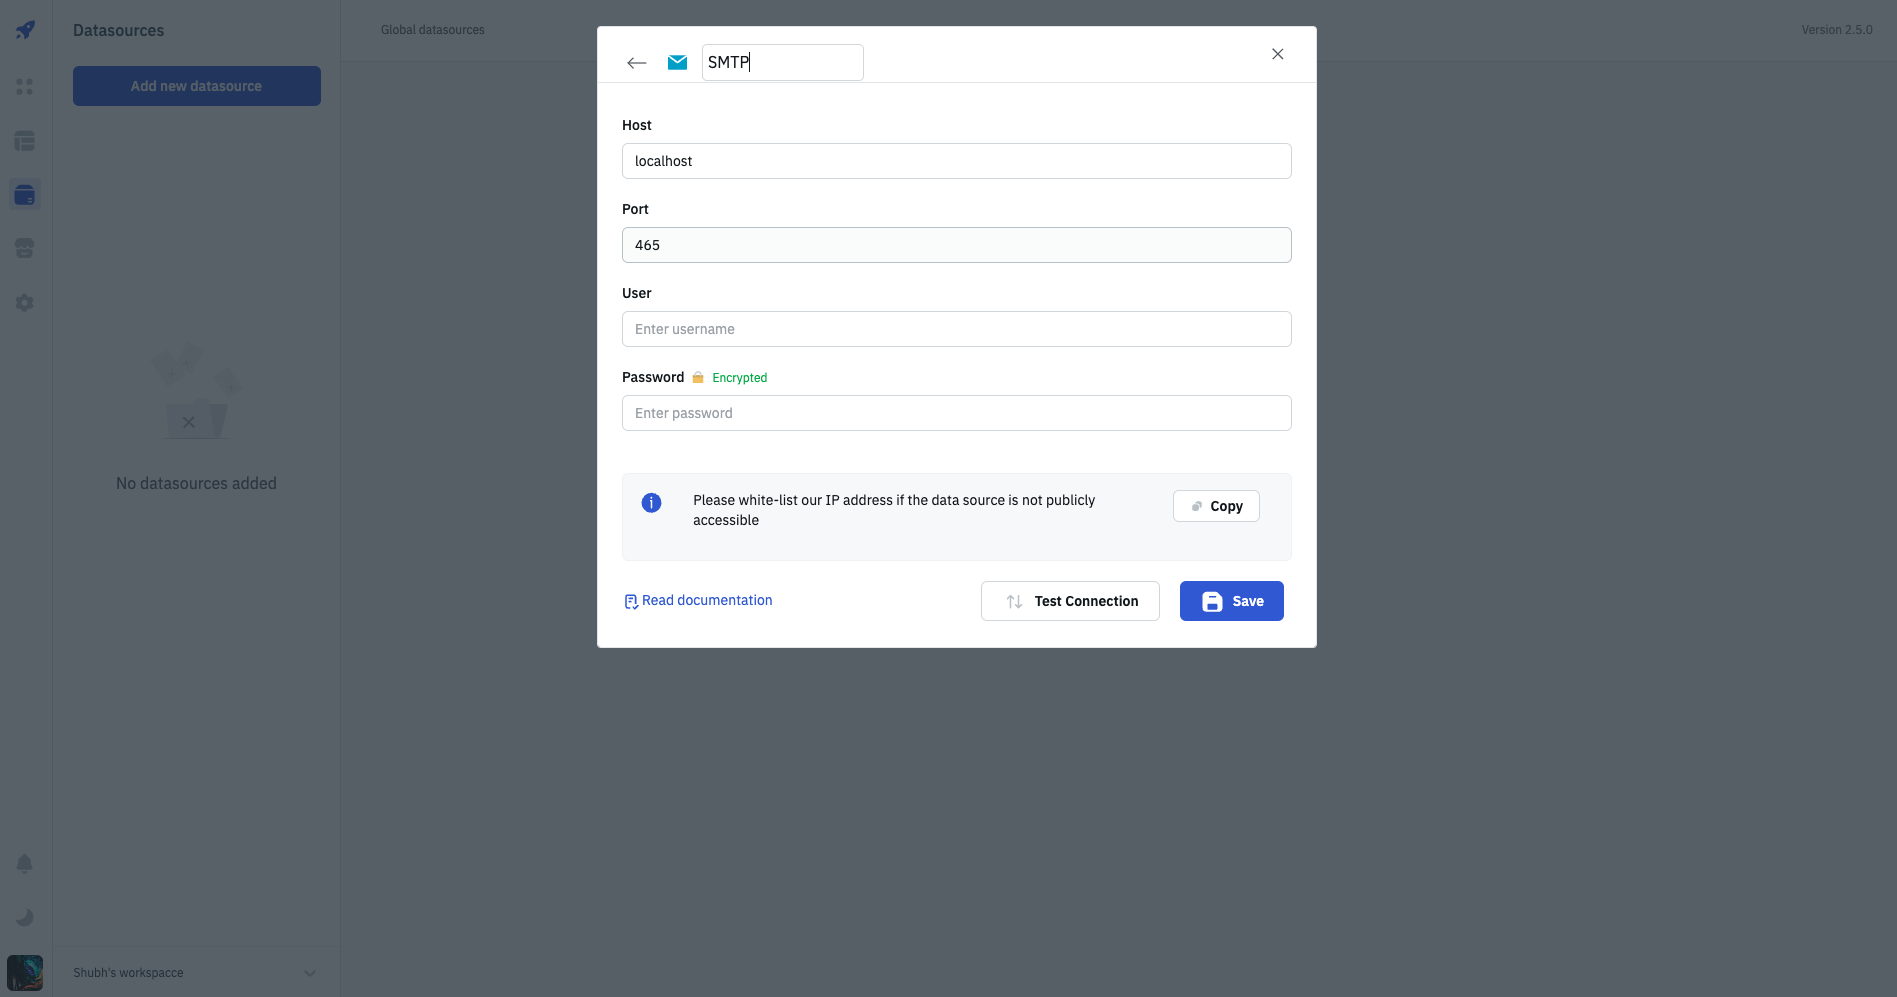 Datasources
Global datasources
Version 2.5.0
Add new datasource
No datasources added
Shubh's workspacce
SMTP
Host
localhost
Port
465
User
Enter username
Password Encrypted
Enter password
Please white-list our IP address if the data source is not publicly
accessible
Copy
Read documentation
Test Connection
Save